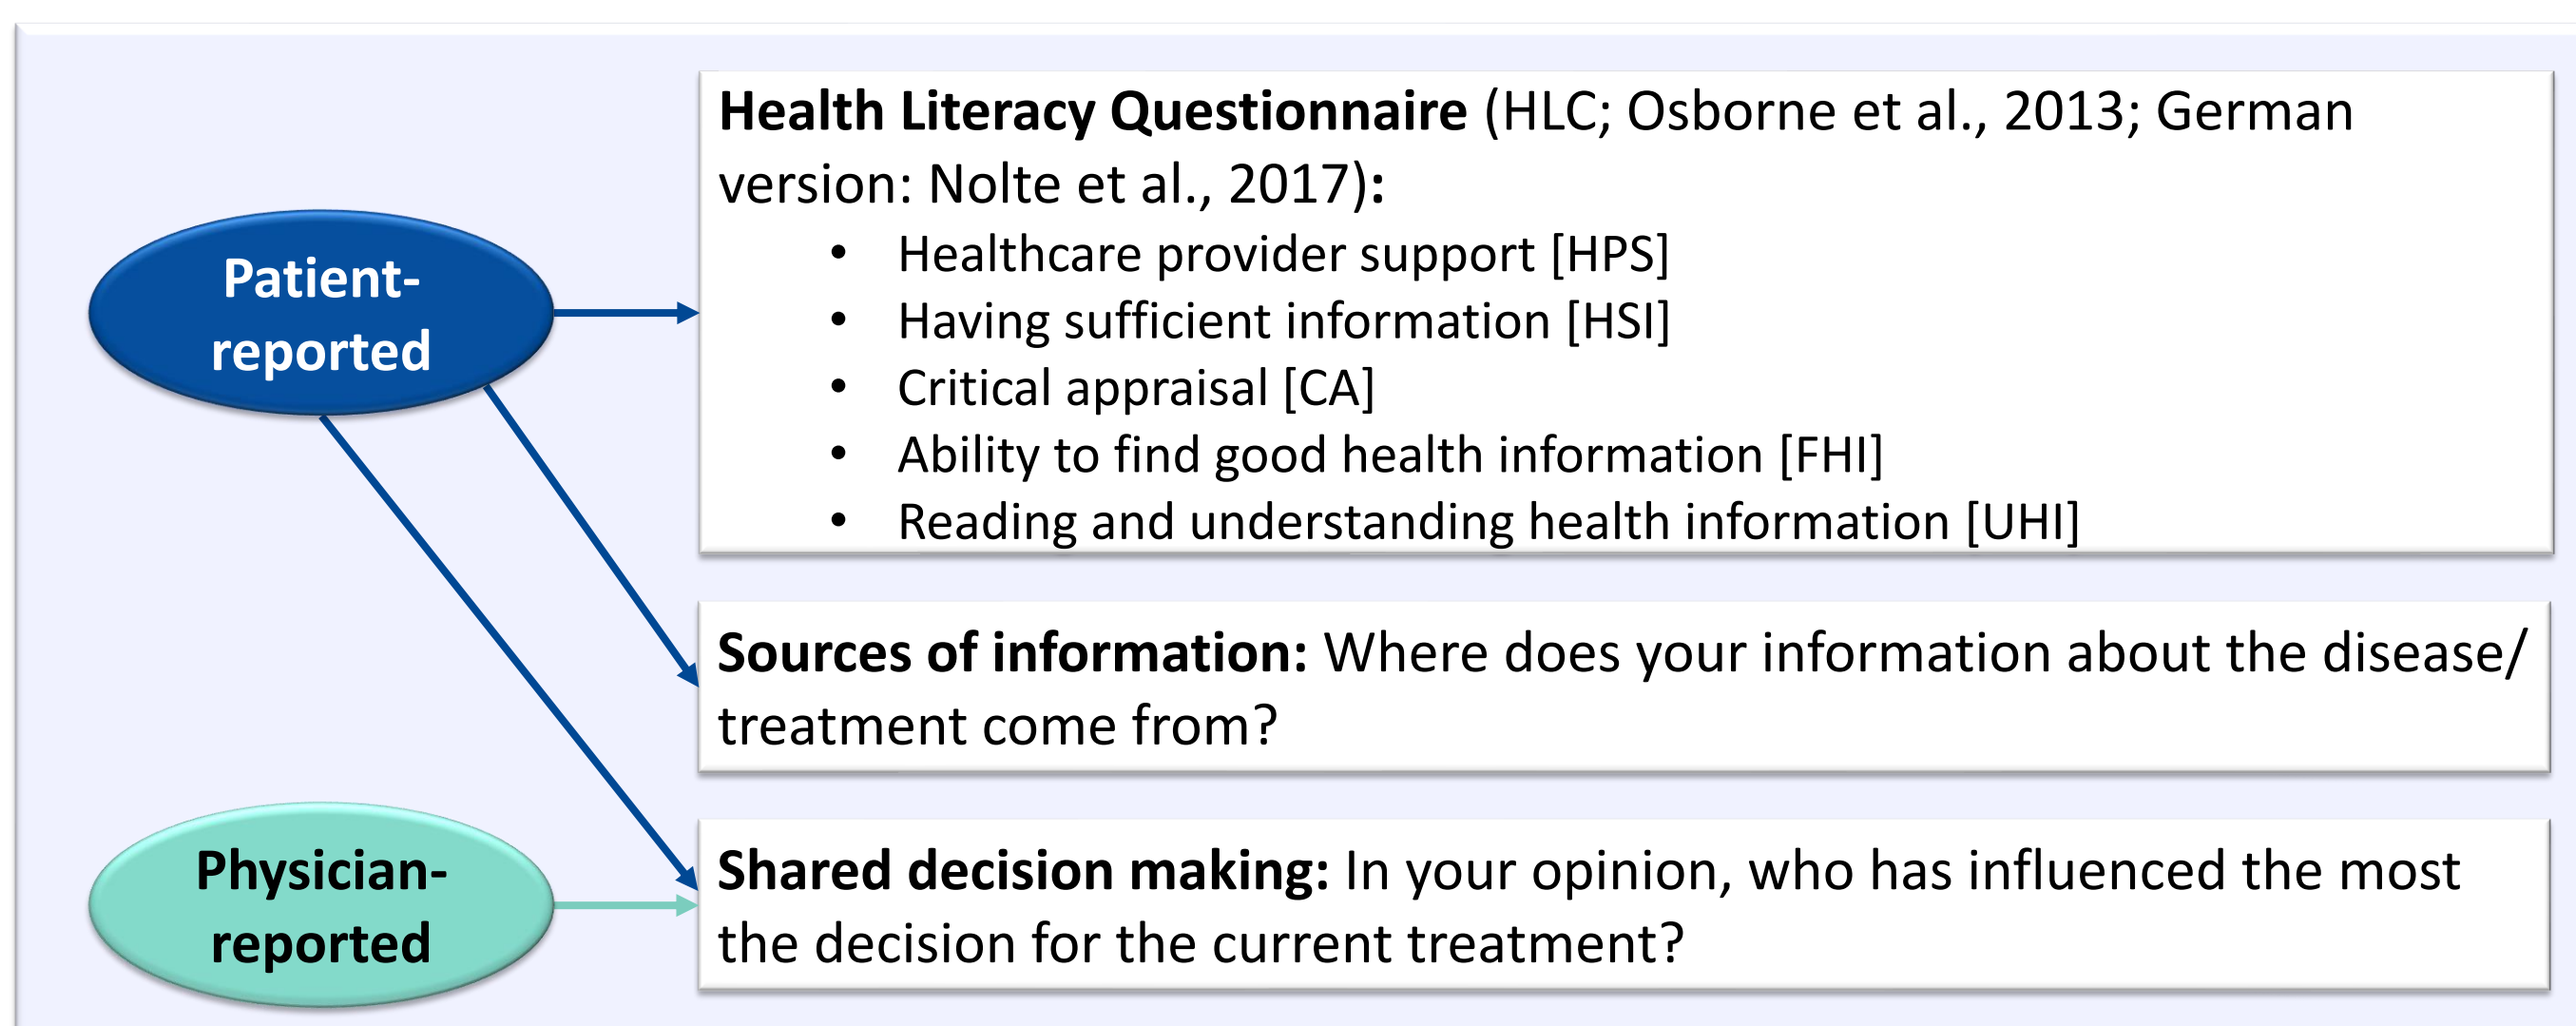 Patient-
reported
Health Literacy Questionnaire (HLC; Osborne et al., 2013; German
version: Nolte et al., 2017):
• Healthcare provider support [HPS]
• Having sufficient information [HSI]
• Critical appraisal [CA]
• Ability to find good health information [FHI]
• Reading and understanding health information [UHI]
Sources of information: Where does your information about the disease/
treatment come from?
Physician-
reported
Shared decision making: In your opinion, who has influenced the most
the decision for the current treatment?